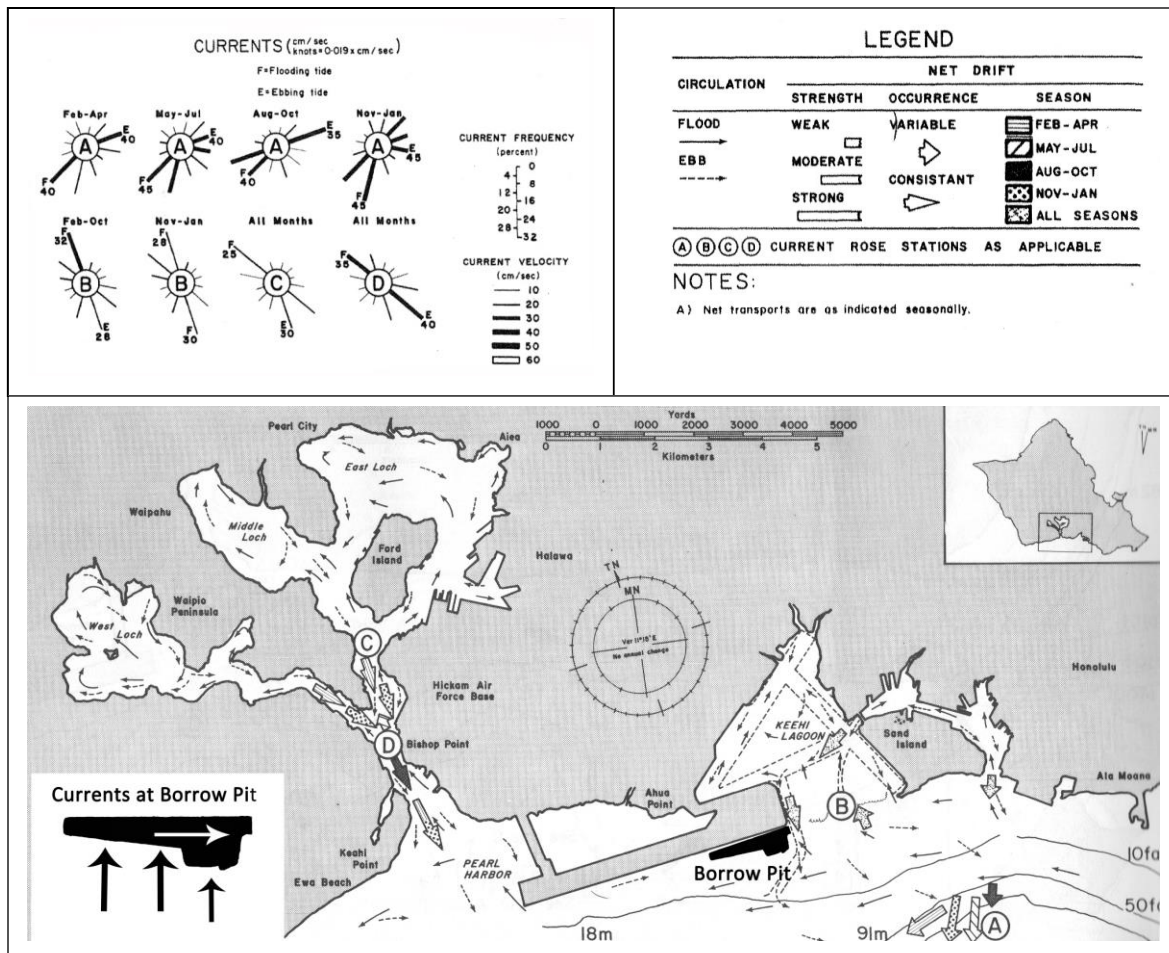 CURRENTS (cm/sec
knots=0.019 x cm/sec)
F=Flooding tide
E=Ebbing tide
Feb-Apr
May-Jul
Aug-Oct
Nov-Jan
A
E
40
F
40
A
E
40
F
45
A
E
35
F
40
A
E
45
F
45
Feb-Oct
Nov-Jan
All Months
All Months
F
32
B
E
28
F
28
B
F
30
F
25
C
E
30
F
35
D
E
40
CURRENT FREQUENCY
(percent)
0
4
8
12
16
20
24
28
32
CURRENT VELOCITY
(cm/sec)
10
20
30
40
50
60
LEGEND
CIRCULATION
NET DRIFT
STRENGTH
OCCURRENCE
SEASON
FLOOD
WEAK
VARIABLE
FEB-APR
MAY-JUL
EBB
MODERATE
AUG-OCT
CONSISTANT
NOV-JAN
STRONG
ALL SEASONS
A B C D CURRENT ROSE STATIONS AS APPLICABLE
NOTES:
A) Net transports are as indicated seasonally.
Yards
1000 0 1000 2000 3000 4000 5000
1 0 1 2 3 4 5
Kilometers
Pearl City
East Loch
Aiea
Waipahu
Middle
Loch
Ford
Island
Halawa
TN
MN
Var 11°15'E
No annual change
Waipio
Peninsula
West
Loch
C
Hickam Air
Force Base
D
Bishop Point
Honolulu
KEEHI
LAGOON
Sand
Island
Ala Moana
B
Ahua
Point
Keahi
Point
Ewa Beach
PEARL
HARBOR
Borrow Pit
Currents at Borrow Pit
10fa
50fa
18m
91m
A